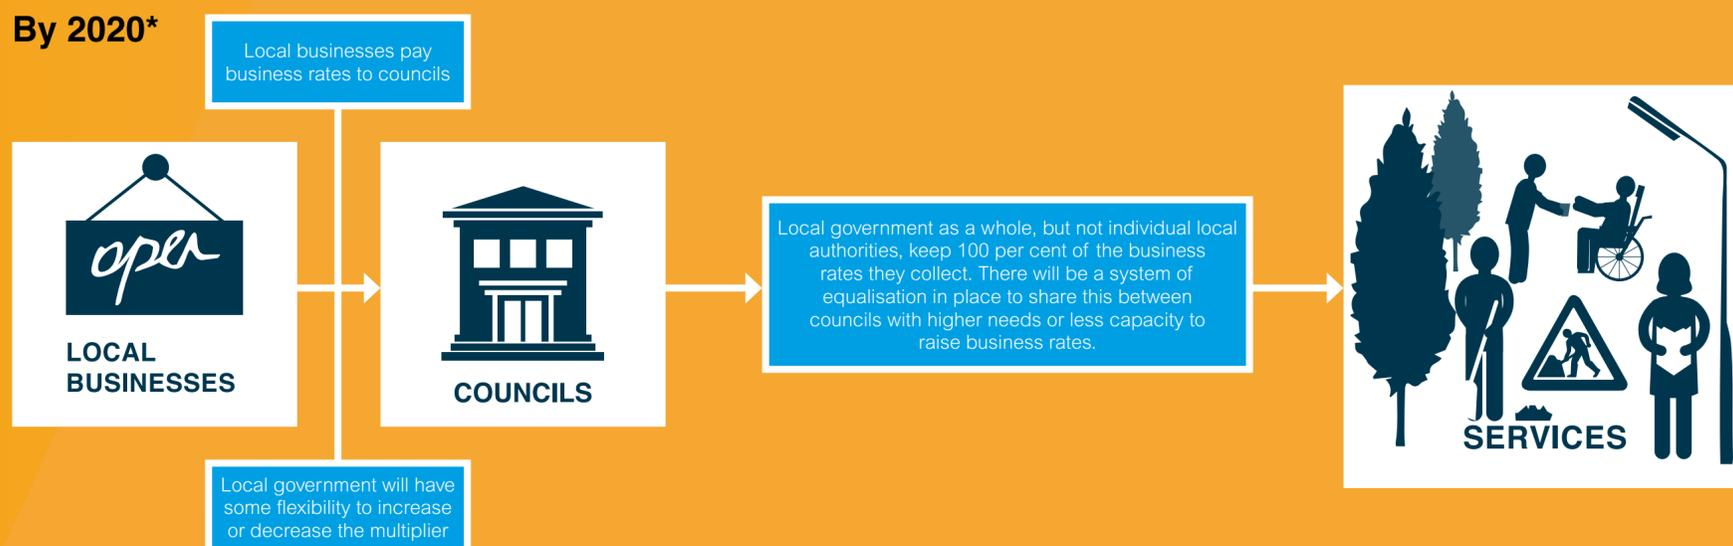 By 2020*
Local businesses pay
business rates to councils
open
LOCAL
BUSINESSES
COUNCILS
Local government as a whole, but not individual local
authorities, keep 100 per cent of the business
rates they collect. There will be a system of
equalisation in place to share this between
councils with higher needs or less capacity to
raise business rates.
SERVICES
Local government will have
some flexibility to increase
or decrease the multiplier